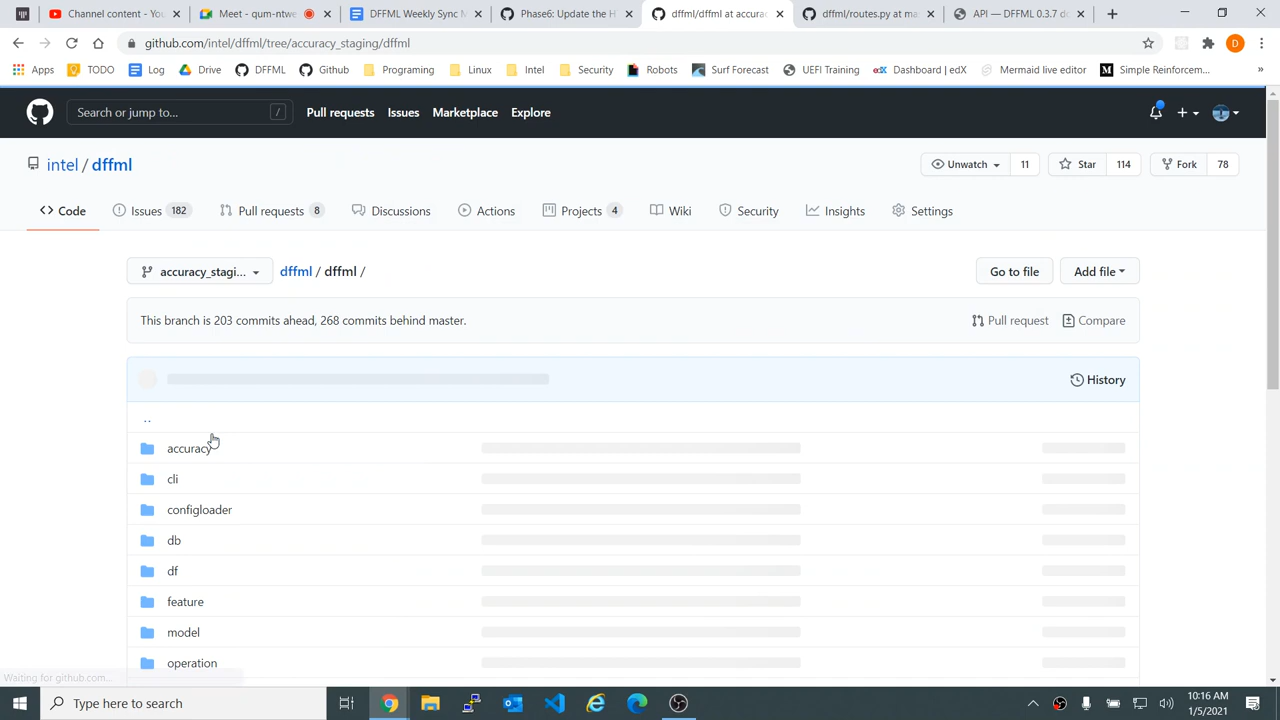 Channel content - Y
Meet - qum-ntwe
DFFML Weekly Sync M
Phase6: Update the H
dffml/dffml at accurac
dffml/routes.py at ma
API — DFFML 0.3.7 d
github.com/intel/dffml/tree/accuracy_staging/dffml
D
Apps
TODO
Log
Drive
DFFML
Github
Programing
Linux
Intel
Security
Robots
Surf Forecast
UEFI Training
Dashboard | edX
Mermaid live editor
Simple Reinforcem...
»
Search or jump to...
/
Pull requests
Issues
Marketplace
Explore
intel / dffml
Unwatch
11
Star
114
Fork
78
Code
Issues 182
Pull requests 8
Discussions
Actions
Projects 4
Wiki
Security
Insights
Settings
accuracy_stagi...
dffml / dffml /
Go to file
Add file
This branch is 203 commits ahead, 268 commits behind master.
Pull request
Compare
History
..
accuracy
cli
configloader
db
df
feature
model
operation
Waiting for github.com...
Type here to search
10:16 AM
1/5/2021